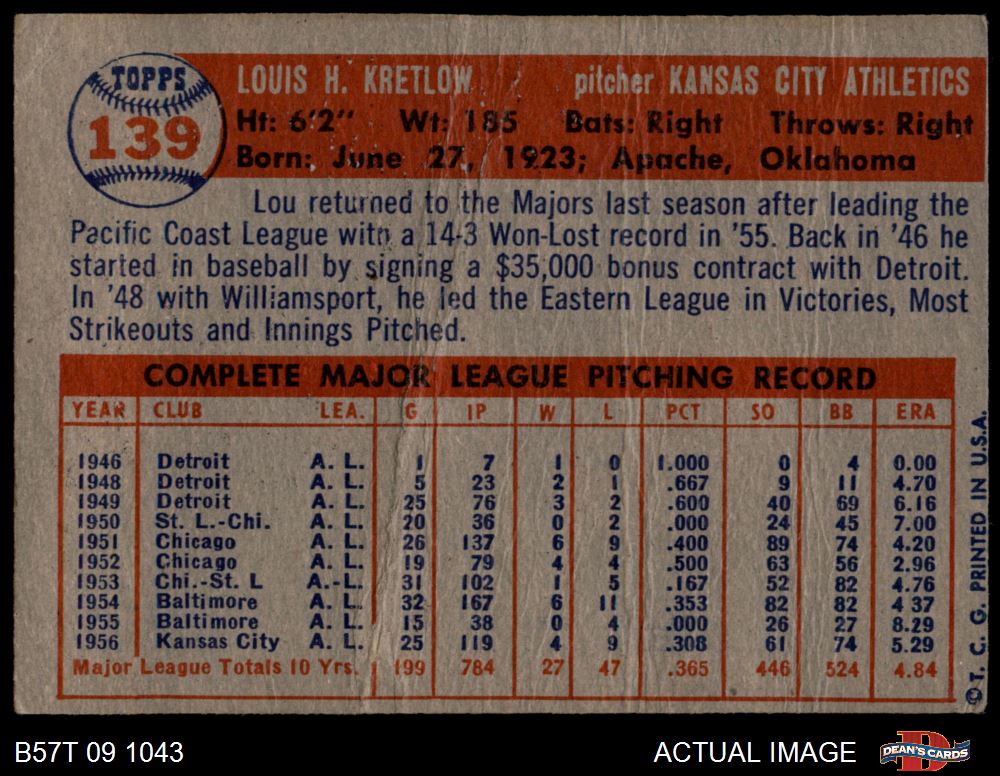 TOPPS
139
LOUIS H. KRETLOW pitcher KANSAS CITY ATHLETICS
Ht: 6'2" Wt: 185 Bats: Right Throws: Right
Born: June 27, 1923; Apache, Oklahoma
Lou returned to the Majors last season after leading the
Pacific Coast League with a 14-3 Won-Lost record in '55. Back in '46 he
started in baseball by signing a $35,000 bonus contract with Detroit.
In '48 with Williamsport, he led the Eastern League in Victories, Most
Strikeouts and Innings Pitched.
COMPLETE MAJOR LEAGUE PITCHING RECORD
YEAR CLUB LEA. G IP W L PCT SO BB ERA
1946 Detroit A. L. 1 7 1 0 1.000 0 4 0.00
1948 Detroit A. L. 5 23 2 1 .667 9 11 4.70
1949 Detroit A. L. 25 76 3 2 .600 40 69 6.16
1950 St. L.-Chi. A. L. 20 36 0 2 .000 24 45 7.00
1951 Chicago A. L. 26 137 6 9 .400 89 74 4.20
1952 Chicago A. L. 19 79 4 4 .500 63 56 2.96
1953 Chi.-St. L A.-L. 31 102 1 5 .167 52 82 4.76
1954 Baltimore A. L. 32 167 6 11 .353 82 82 4 37
1955 Baltimore A. L. 15 38 0 4 .000 26 27 8.29
1956 Kansas City A. L. 25 119 4 9 .308 61 74 5.29
Major League Totals 10 Yrs. 199 784 27 47 .365 446 524 4.84
© T. C. G. PRINTED IN U.S.A.
B57T 09 1043 ACTUAL IMAGE
D
DEAN'S CARDS